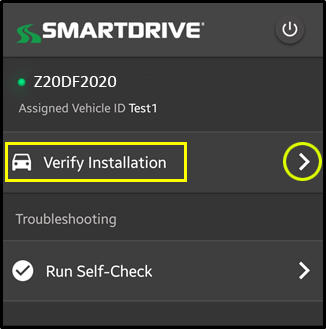 SMARTDRIVE®
Z20DF2020
Assigned Vehicle ID Test1
Verify Installation
Troubleshooting
Run Self-Check